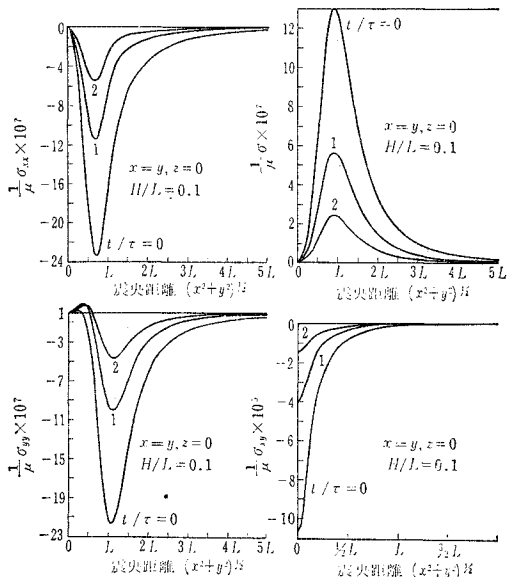 0
-4
-8
-12
-16
-20
-24
1/μ σxx×10⁷
2
1
x=y, z=0
H/L=0.1
t/τ=0
0 L 2L 3L 4L 5L
震央距離 (x²+y²)^½
12
10
8
6
4
2
0
1/μ σ×10⁷
t/τ=0
1
2
x=y, z=0
H/L=0.1
0 L 2L 3L 4L 5L
震央距離 (x²+y²)^½
1
-3
-7
-11
-15
-19
-23
1/μ σyy×10⁷
2
1
x=y, z=0
H/L=0.1
t/τ=0
0 L 2L 3L 4L 5L
震央距離 (x²+y²)^½
-0
-2
-4
-6
-8
-10
1/μ σxy×10
2
1
x=y, z=0
H/L=0.1
t/τ=0
0 ½L L 3/2L
震央距離 (x²+y²)^½